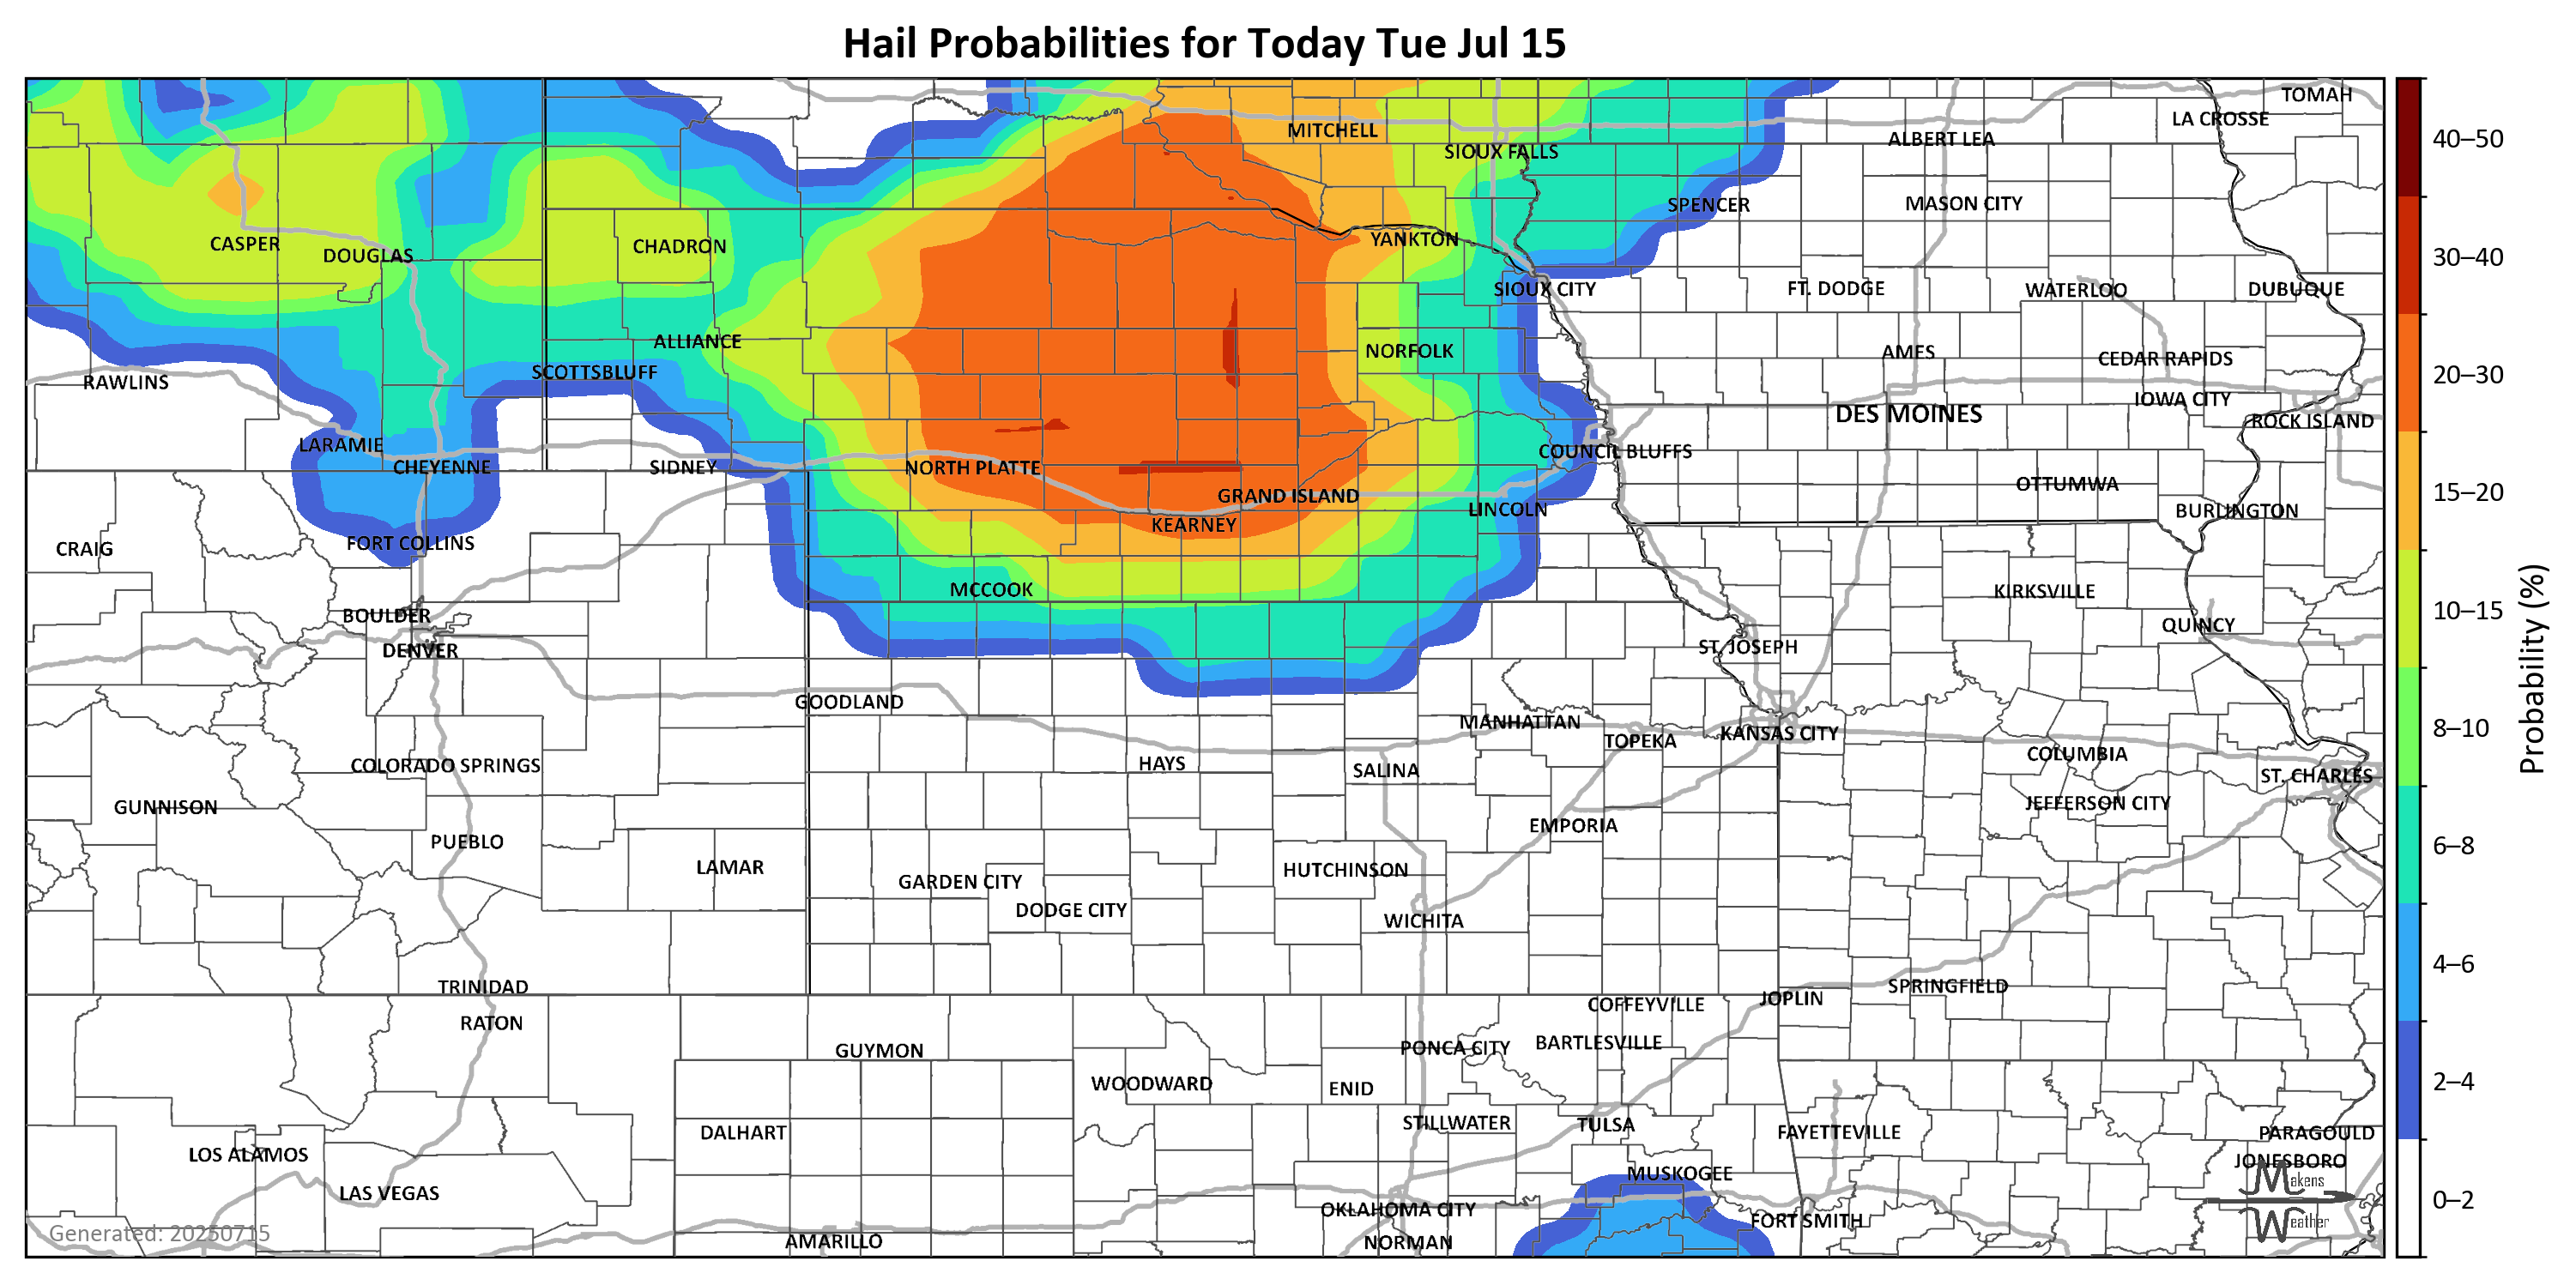 Hail Probabilities for Today Tue Jul 15
TOMAH
LA CROSSE
MITCHELL
ALBERT LEA
SIOUX FALLS
SPENCER
MASON CITY
CASPER
DOUGLAS
CHADRON
YANKTON
SIOUX CITY
FT. DODGE
WATERLOO
DUBUQUE
ALLIANCE
NORFOLK
AMES
CEDAR RAPIDS
RAWLINS
SCOTTSBLUFF
IOWA CITY
DES MOINES
ROCK ISLAND
LARAMIE
CHEYENNE
SIDNEY
NORTH PLATTE
COUNCIL BLUFFS
GRAND ISLAND
OTTUMWA
LINCOLN
BURLINGTON
KEARNEY
CRAIG
FORT COLLINS
MCCOOK
KIRKSVILLE
BOULDER
QUINCY
DENVER
ST. JOSEPH
GOODLAND
MANHATTAN
TOPEKA
KANSAS CITY
COLUMBIA
COLORADO SPRINGS
HAYS
SALINA
ST. CHARLES
GUNNISON
JEFFERSON CITY
PUEBLO
EMPORIA
LAMAR
GARDEN CITY
HUTCHINSON
DODGE CITY
WICHITA
TRINIDAD
SPRINGFIELD
COFFEYVILLE
JOPLIN
RATON
GUYMON
PONCA CITY
BARTLESVILLE
WOODWARD
ENID
STILLWATER
TULSA
DALHART
FAYETTEVILLE
PARAGOULD
LOS ALAMOS
JONESBORO
MUSKOGEE
LAS VEGAS
OKLAHOMA CITY
FORT SMITH
AMARILLO
NORMAN
Makens
Weather
Generated: 20250715
40–50
30–40
20–30
15–20
10–15
8–10
6–8
4–6
2–4
0–2
Probability (%)